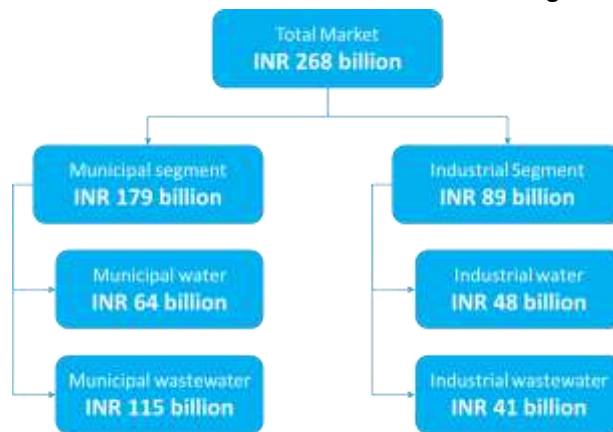 Total Market
INR 268 billion
Municipal segment
INR 179 billion
Industrial Segment
INR 89 billion
Municipal water
INR 64 billion
Industrial water
INR 48 billion
Municipal wastewater
INR 115 billion
Industrial wastewater
INR 41 billion